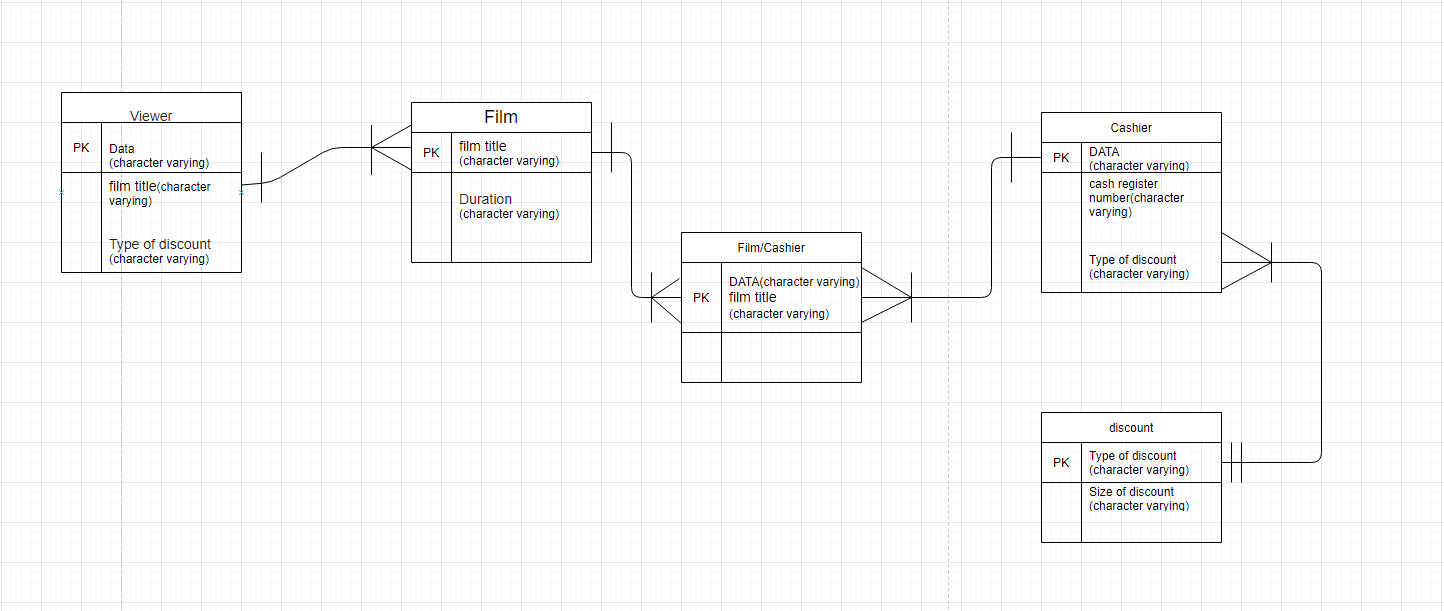 Viewer
PK
Data
(character varying)
film title(character
varying)
Type of discount
(character varying)
Film
PK
film title
(character varying)
Duration
(character varying)
Film/Cashier
PK
DATA(character varying)
film title
(character varying)
Cashier
PK
DATA
(character varying)
cash register
number(character
varying)
Type of discount
(character varying)
discount
PK
Type of discount
(character varying)
Size of discount
(character varying)